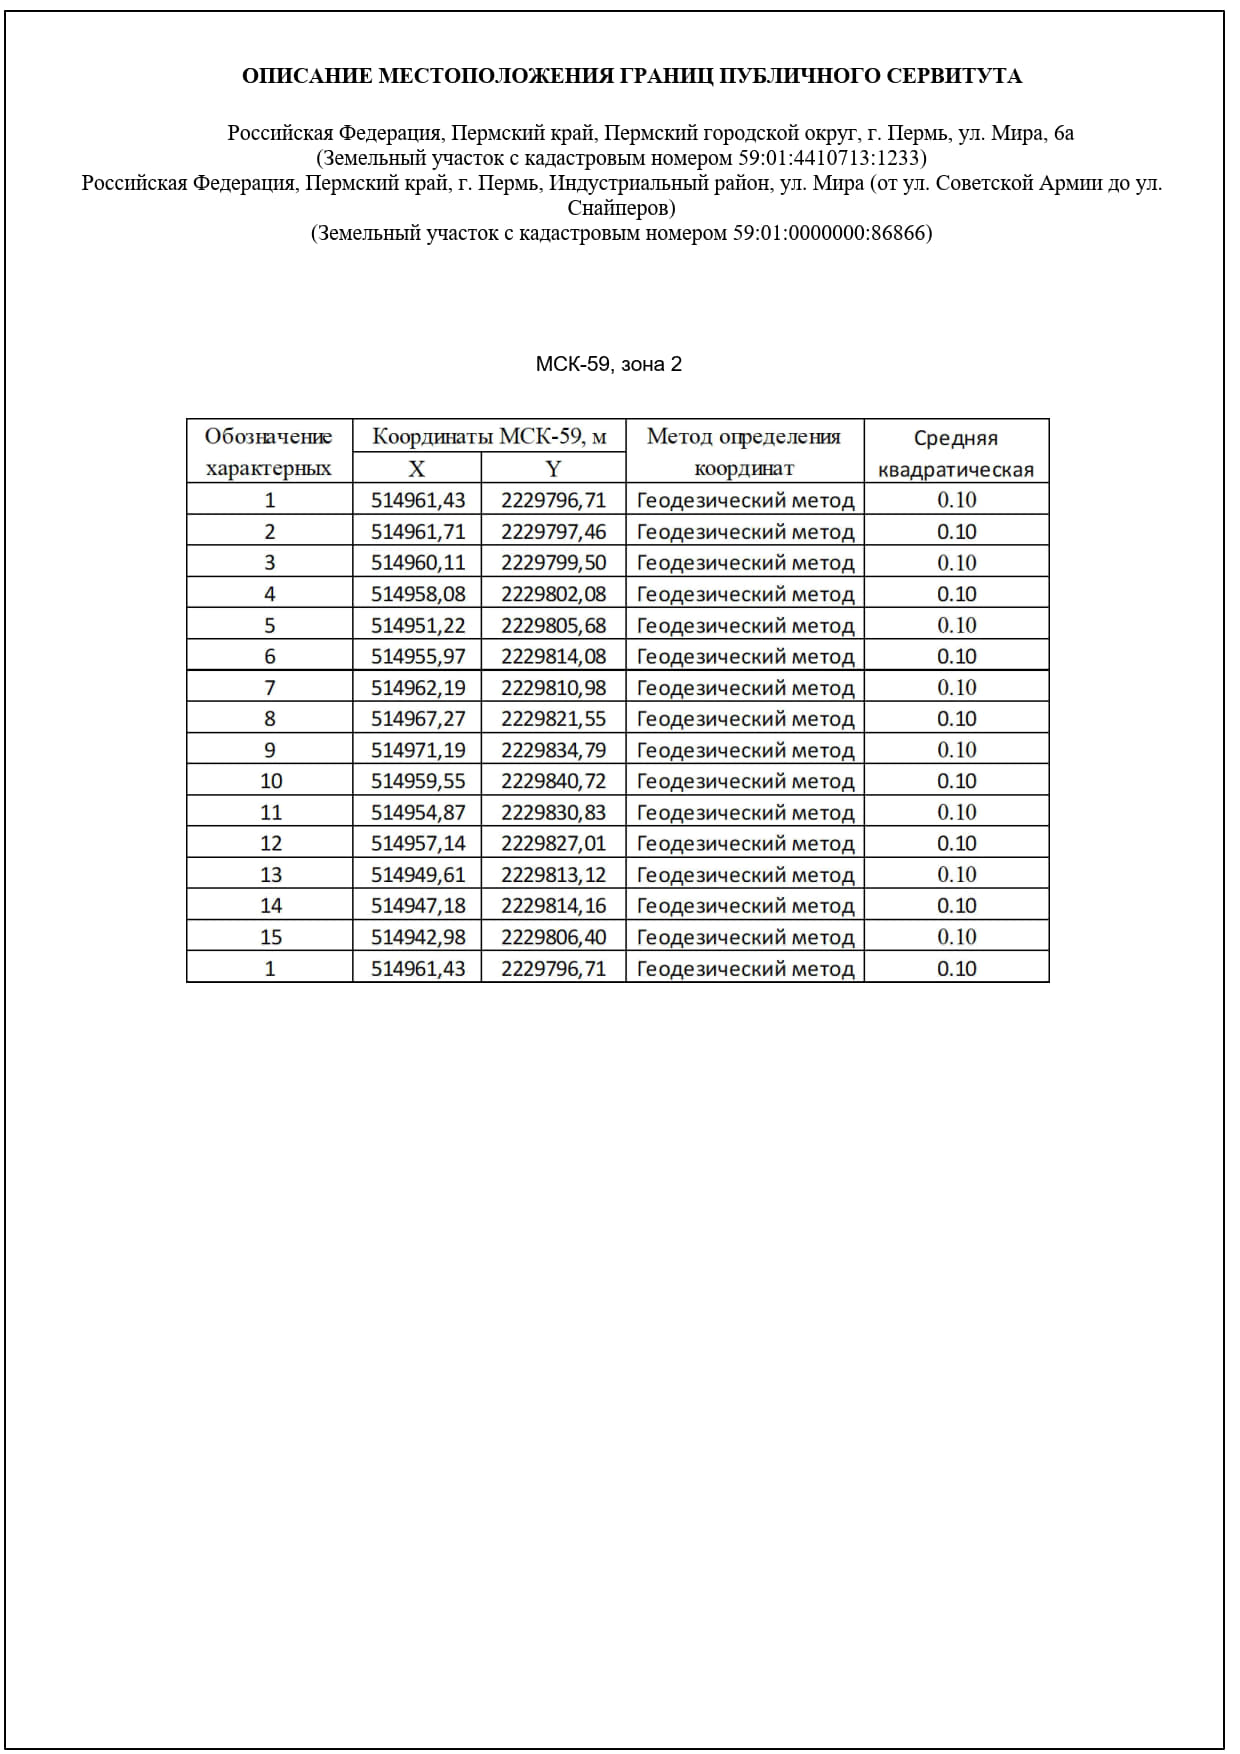 ОПИСАНИЕ МЕСТОПОЛОЖЕНИЯ ГРАНИЦ ПУБЛИЧНОГО СЕРВИТУТА
Российская Федерация, Пермский край, Пермский городской округ, г. Пермь, ул. Мира, 6а
(Земельный участок с кадастровым номером 59:01:4410713:1233)
Российская Федерация, Пермский край, г. Пермь, Индустриальный район, ул. Мира (от ул. Советской Армии до ул.
Снайперов)
(Земельный участок с кадастровым номером 59:01:0000000:86866)
МСК-59, зона 2
Обозначение Координаты МСК-59, м Метод определения Средняя
характерных X Y координат квадратическая
1 514961,43 2229796,71 Геодезический метод 0.10
2 514961,71 2229797,46 Геодезический метод 0.10
3 514960,11 2229799,50 Геодезический метод 0.10
4 514958,08 2229802,08 Геодезический метод 0.10
5 514951,22 2229805,68 Геодезический метод 0.10
6 514955,97 2229814,08 Геодезический метод 0.10
7 514962,19 2229810,98 Геодезический метод 0.10
8 514967,27 2229821,55 Геодезический метод 0.10
9 514971,19 2229834,79 Геодезический метод 0.10
10 514959,55 2229840,72 Геодезический метод 0.10
11 514954,87 2229830,83 Геодезический метод 0.10
12 514957,14 2229827,01 Геодезический метод 0.10
13 514949,61 2229813,12 Геодезический метод 0.10
14 514947,18 2229814,16 Геодезический метод 0.10
15 514942,98 2229806,40 Геодезический метод 0.10
1 514961,43 2229796,71 Геодезический метод 0.10